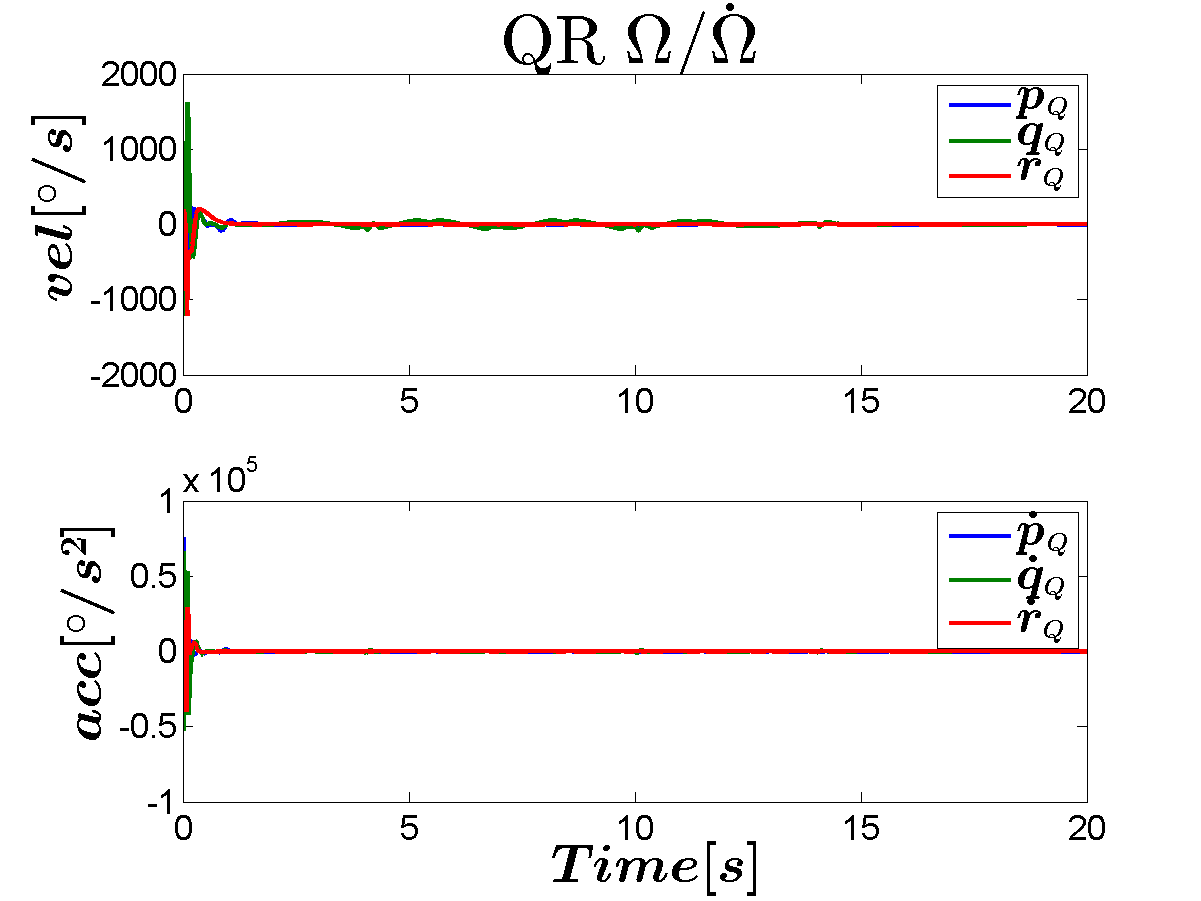 QR Ω/Ω̇
vel[°/s]
2000
1000
0
-1000
-2000
0 5 10 15 20
p_Q
q_Q
r_Q
x 10^5
acc[°/s²]
1
0.5
0
-0.5
-1
0 5 10 15 20
ṗ_Q
q̇_Q
ṙ_Q
Time[s]